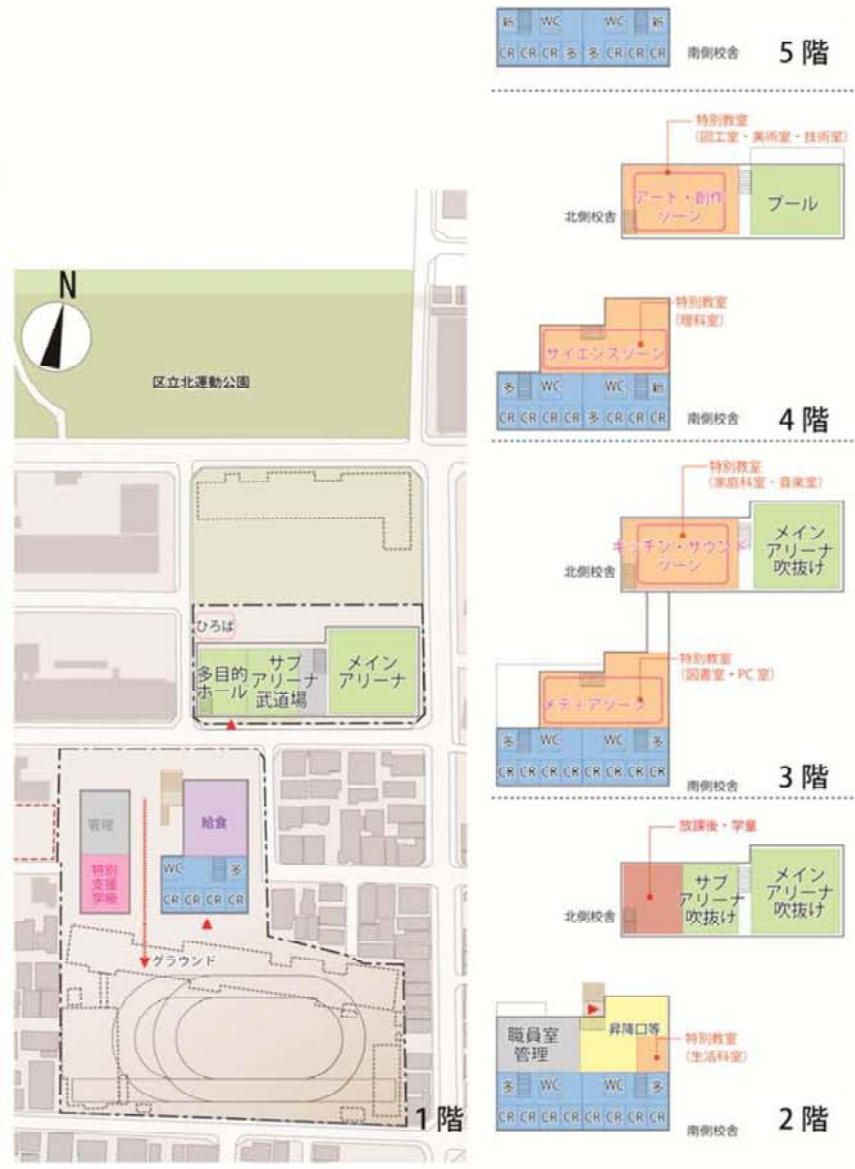 新 WC WC 新
CR CR CR 多 多 CR CR CR
南側校舎
5階
特別教室
(図工室・美術室・技術室)
アート・創作
ゾーン
プール
北側校舎
特別教室
(理科室)
サイエンスゾーン
多 WC WC 新
CR CR CR CR 多 CR CR CR
南側校舎
4階
特別教室
(家庭科室・音楽室)
キッチン・サウンド
ゾーン
メイン
アリーナ
吹抜け
北側校舎
特別教室
(図書室・PC室)
メディアゾーン
多 WC WC 多
CR CR CR CR CR CR CR CR
南側校舎
3階
放課後・学童
サブ
アリーナ
吹抜け
メイン
アリーナ
吹抜け
北側校舎
職員室
管理
昇降口等
特別教室
(生活科室)
多 WC WC 多
CR CR CR CR CR CR CR CR
南側校舎
2階
N
区立北運動公園
ひろば
多目的
ホール
サブ
アリーナ
武道場
メイン
アリーナ
管理
特別
支援
学級
給食
WC 多
CR CR CR CR
グラウンド
1階